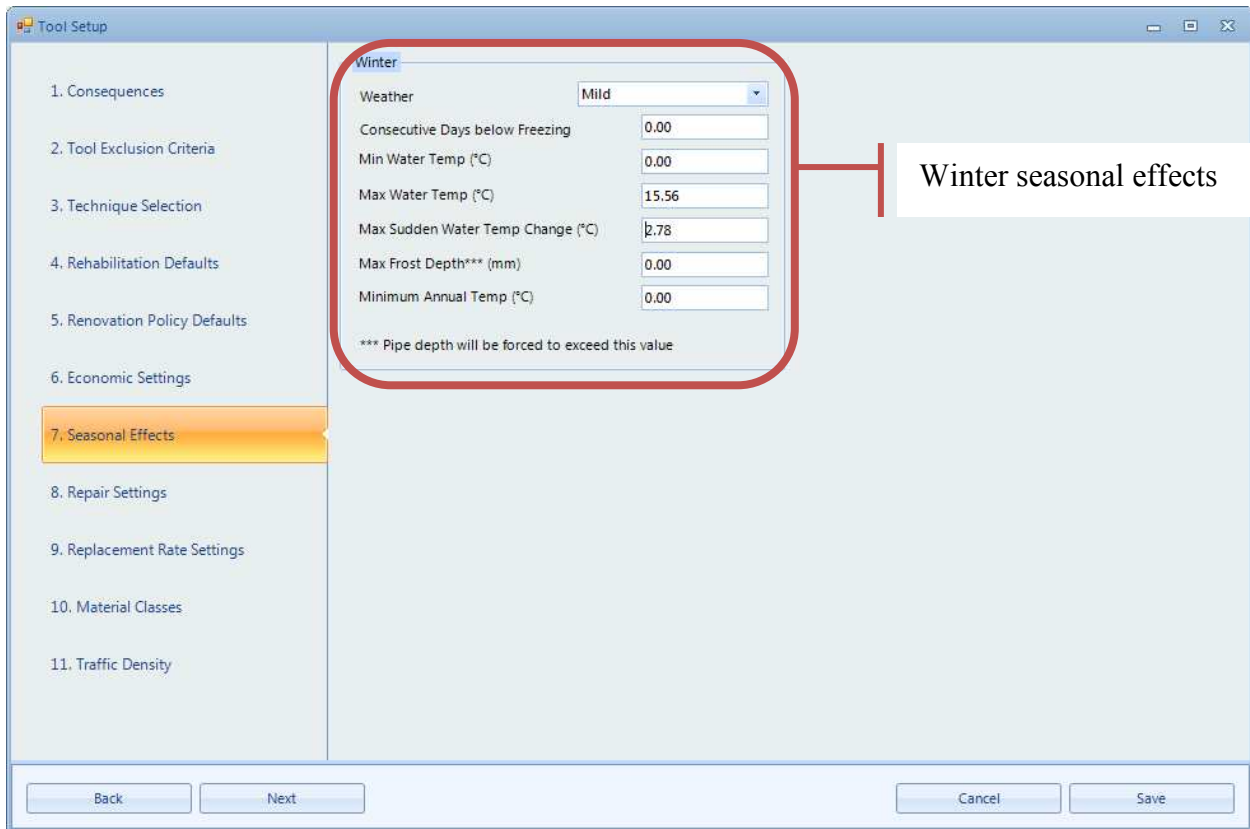 Tool Setup
1. Consequences
2. Tool Exclusion Criteria
3. Technique Selection
4. Rehabilitation Defaults
5. Renovation Policy Defaults
6. Economic Settings
7. Seasonal Effects
8. Repair Settings
9. Replacement Rate Settings
10. Material Classes
11. Traffic Density
Winter
Weather Mild
Consecutive Days below Freezing 0.00
Min Water Temp (°C) 0.00
Max Water Temp (°C) 15.56
Max Sudden Water Temp Change (°C) 2.78
Max Frost Depth*** (mm) 0.00
Minimum Annual Temp (°C) 0.00
*** Pipe depth will be forced to exceed this value
Winter seasonal effects
Back Next Cancel Save